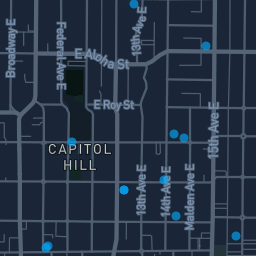 Broadway E
Federal Ave E
13th Ave E
E Aloha St
E Roy St
15th Ave E
CAPITOL
HILL
13th Ave E
14th Ave E
Malden Ave E